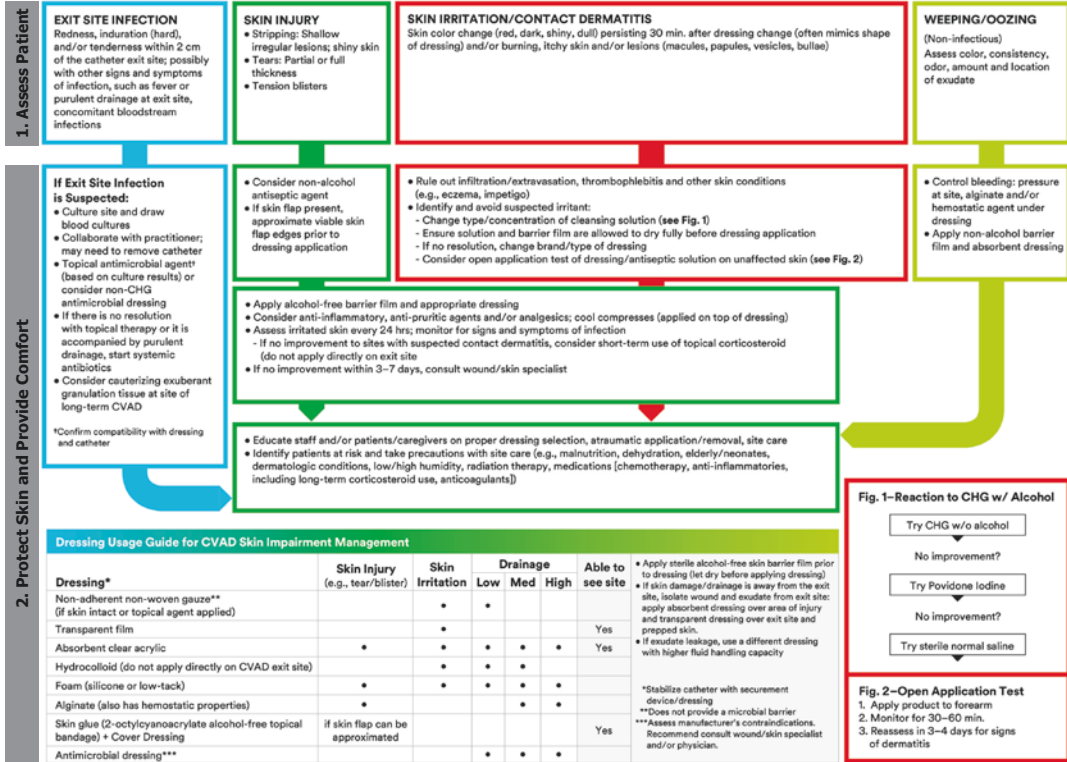 1. Assess Patient
EXIT SITE INFECTION
Redness, induration (hard),
and/or tenderness within 2 cm
of the catheter exit site; possibly
with other signs and symptoms
of infection, such as fever or
purulent drainage at exit site,
concomitant bloodstream
infections
SKIN INJURY
• Stripping: Shallow
irregular lesions; shiny skin
• Tears: Partial or full
thickness
• Tension blisters
SKIN IRRITATION/CONTACT DERMATITIS
Skin color change (red, dark, shiny, dull) persisting 30 min. after dressing change (often mimics shape
of dressing) and/or burning, itchy skin and/or lesions (macules, papules, vesicles, bullae)
WEEPING/OOZING
(Non-infectious)
Assess color, consistency,
odor, amount and location
of exudate
2. Protect Skin and Provide Comfort
If Exit Site Infection
is Suspected:
• Culture site and draw
blood cultures
• Collaborate with practitioner;
may need to remove catheter
• Topical antimicrobial agent†
(based on culture results) or
consider non-CHG
antimicrobial dressing
• If there is no resolution
with topical therapy or it is
accompanied by purulent
drainage, start systemic
antibiotics
• Consider cauterizing exuberant
granulation tissue at site of
long-term CVAD
†Confirm compatibility with dressing
and catheter
• Consider non-alcohol
antiseptic agent
• If skin flap present,
approximate viable skin
flap edges prior to
dressing application
• Rule out infiltration/extravasation, thrombophlebitis and other skin conditions
(e.g., eczema, impetigo)
• Identify and avoid suspected irritant:
- Change type/concentration of cleansing solution (see Fig. 1)
- Ensure solution and barrier film are allowed to dry fully before dressing application
- If no resolution, change brand/type of dressing
- Consider open application test of dressing/antiseptic solution on unaffected skin (see Fig. 2)
• Control bleeding: pressure
at site, alginate and/or
hemostatic agent under
dressing
• Apply non-alcohol barrier
film and absorbent dressing
• Apply alcohol-free barrier film and appropriate dressing
• Consider anti-inflammatory, anti-pruritic agents and/or analgesics; cool compresses (applied on top of dressing)
• Assess irritated skin every 24 hrs; monitor for signs and symptoms of infection
- If no improvement to sites with suspected contact dermatitis, consider short-term use of topical corticosteroid
(do not apply directly on exit site
• If no improvement within 3–7 days, consult wound/skin specialist
• Educate staff and/or patients/caregivers on proper dressing selection, atraumatic application/removal, site care
• Identify patients at risk and take precautions with site care (e.g., malnutrition, dehydration, elderly/neonates,
dermatologic conditions, low/high humidity, radiation therapy, medications [chemotherapy, anti-inflammatories,
including long-term corticosteroid use, anticoagulants])
Dressing Usage Guide for CVAD Skin Impairment Management
Dressing* Skin Injury (e.g., tear/blister) Skin Irritation Drainage Low Med High Able to see site
Non-adherent non-woven gauze**
(if skin intact or topical agent applied) • •
Transparent film • Yes
Absorbent clear acrylic • • • • • Yes
Hydrocolloid (do not apply directly on CVAD exit site) • • •
Foam (silicone or low-tack) • • • • •
Alginate (also has hemostatic properties) • • •
Skin glue (2-octylcyanoacrylate alcohol-free topical
bandage) + Cover Dressing if skin flap can be approximated Yes
Antimicrobial dressing*** • • •
• Apply sterile alcohol-free skin barrier film prior
to dressing (let dry before applying dressing)
• If skin damage/drainage is away from the exit
site, isolate wound and exudate from exit site:
apply absorbent dressing over area of injury
and transparent dressing over exit site and
prepped skin.
• If exudate leakage, use a different dressing
with higher fluid handling capacity
*Stabilize catheter with securement
device/dressing
**Does not provide a microbial barrier
***Assess manufacturer's contraindications.
Recommend consult wound/skin specialist
and/or physician.
Fig. 1–Reaction to CHG w/ Alcohol
Try CHG w/o alcohol
No improvement?
Try Povidone Iodine
No improvement?
Try sterile normal saline
Fig. 2–Open Application Test
1. Apply product to forearm
2. Monitor for 30–60 min.
3. Reassess in 3–4 days for signs
of dermatitis